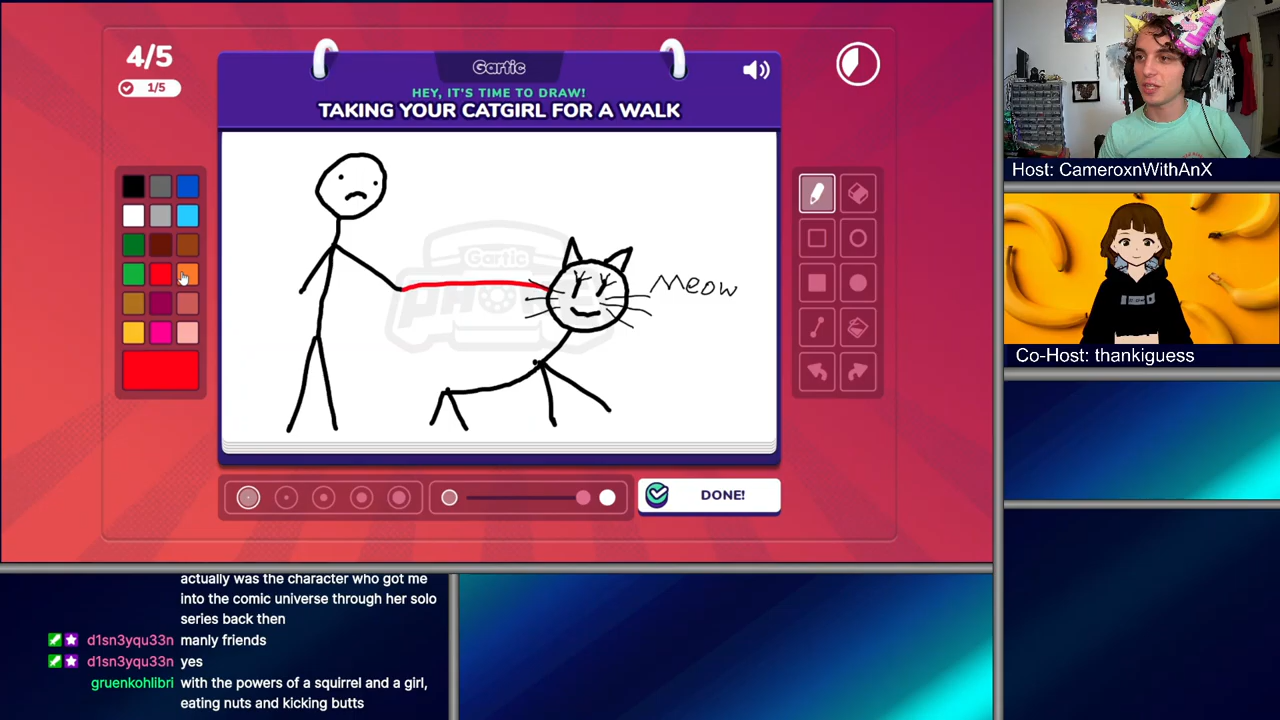 4/5
1/5
Gartic
HEY, IT'S TIME TO DRAW!
TAKING YOUR CATGIRL FOR A WALK
Gartic
PHONE
Meow
DONE!
Host: CameroxnWithAnX
Co-Host: thankiguess
actually was the character who got me
into the comic universe through her solo
series back then
d1sn3yqu33n manly friends
d1sn3yqu33n yes
gruenkohlibri with the powers of a squirrel and a girl,
eating nuts and kicking butts